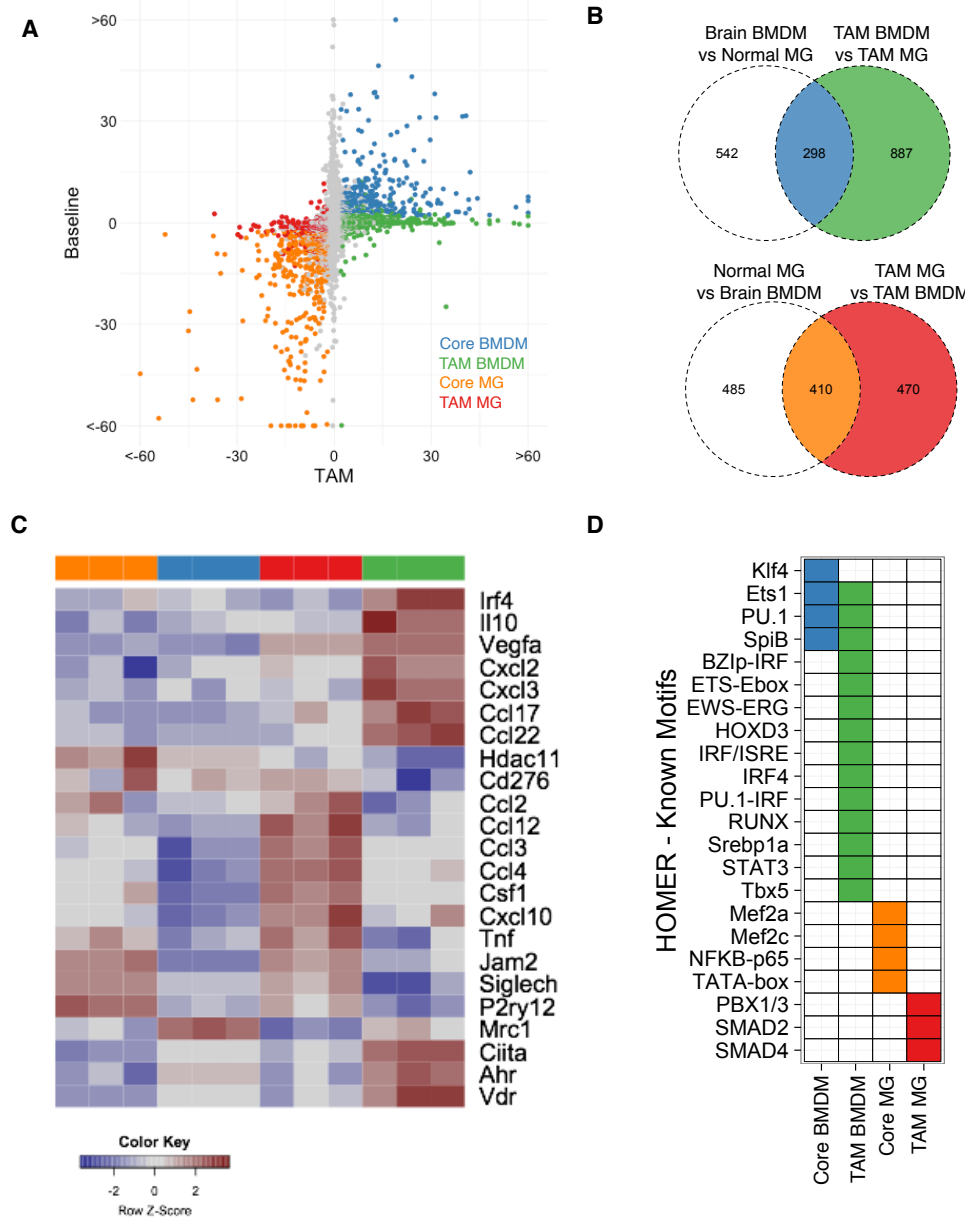 A
>60
30
0
-30
<-60
Baseline
<-60
-30
0
30
>60
TAM
Core BMDM
TAM BMDM
Core MG
TAM MG
B
Brain BMDM
vs Normal MG
TAM BMDM
vs TAM MG
542
298
887
Normal MG
vs Brain BMDM
TAM MG
vs TAM BMDM
485
410
470
C
Irf4
Il10
Vegfa
Cxcl2
Cxcl3
Ccl17
Ccl22
Hdac11
Cd276
Ccl2
Ccl12
Ccl3
Ccl4
Csf1
Cxcl10
Tnf
Jam2
Siglech
P2ry12
Mrc1
Ciita
Ahr
Vdr
Color Key
-2
0
2
Row Z-Score
D
HOMER - Known Motifs
Klf4
Ets1
PU.1
SpiB
BZIp-IRF
ETS-Ebox
EWS-ERG
HOXD3
IRF/ISRE
IRF4
PU.1-IRF
RUNX
Srebp1a
STAT3
Tbx5
Mef2a
Mef2c
NFKB-p65
TATA-box
PBX1/3
SMAD2
SMAD4
Core BMDM
TAM BMDM
Core MG
TAM MG